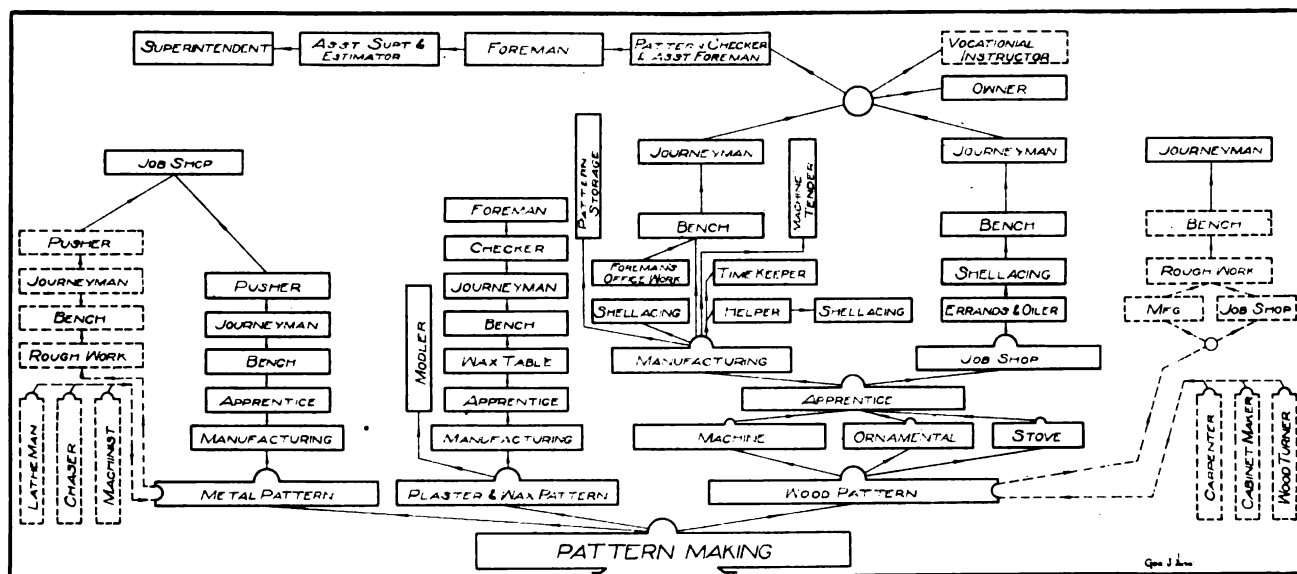 SUPERINTENDENT
ASST SUPT &
ESTIMATOR
FOREMAN
PATTERN CHECKER
& ASST FOREMAN
VOCATIONIAL
INSTRUCTOR
OWNER
JOB SHOP
PATTERN
STORAGE
JOURNEYMAN
MACHINE
TENDER
JOURNEYMAN
JOURNEYMAN
FOREMAN
BENCH
BENCH
BENCH
PUSHER
CHECKER
FOREMAN'S
OFFICE WORK
TIME KEEPER
SHELLACING
ROUGH WORK
JOURNEYMAN
PUSHER
JOURNEYMAN
SHELLACING
HELPER
SHELLACING
ERRANDS & OILER
MFG
JOB SHOP
BENCH
JOURNEYMAN
BENCH
ROUGH WORK
BENCH
WAX TABLE
MODLER
MANUFACTURING
JOB SHOP
APPRENTICE
APPRENTICE
APPRENTICE
LATHE MAN
CHASER
MACHINIST
MANUFACTURING
MANUFACTURING
MACHINE
ORNAMENTAL
STOVE
CARPENTER
CABINET MAKER
WOOD TURNER
METAL PATTERN
PLASTER & WAX PATTERN
WOOD PATTERN
PATTERN MAKING